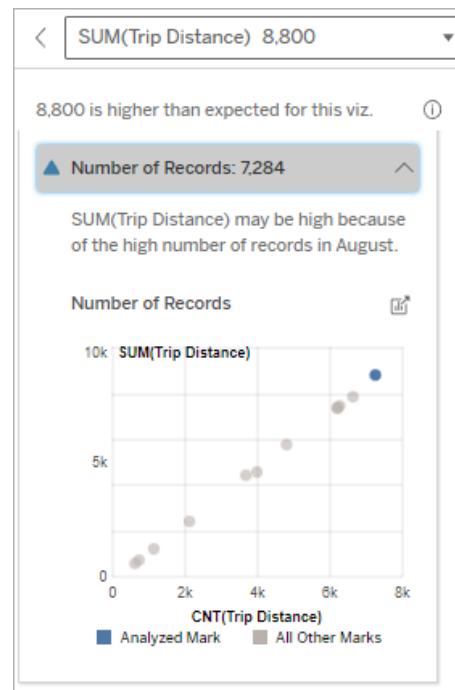 SUM(Trip Distance) 8,800
8,800 is higher than expected for this viz.
Number of Records: 7,284
SUM(Trip Distance) may be high because
of the high number of records in August.
Number of Records
10k SUM(Trip Distance)
5k
0
0 2k 4k 6k 8k
CNT(Trip Distance)
Analyzed Mark All Other Marks